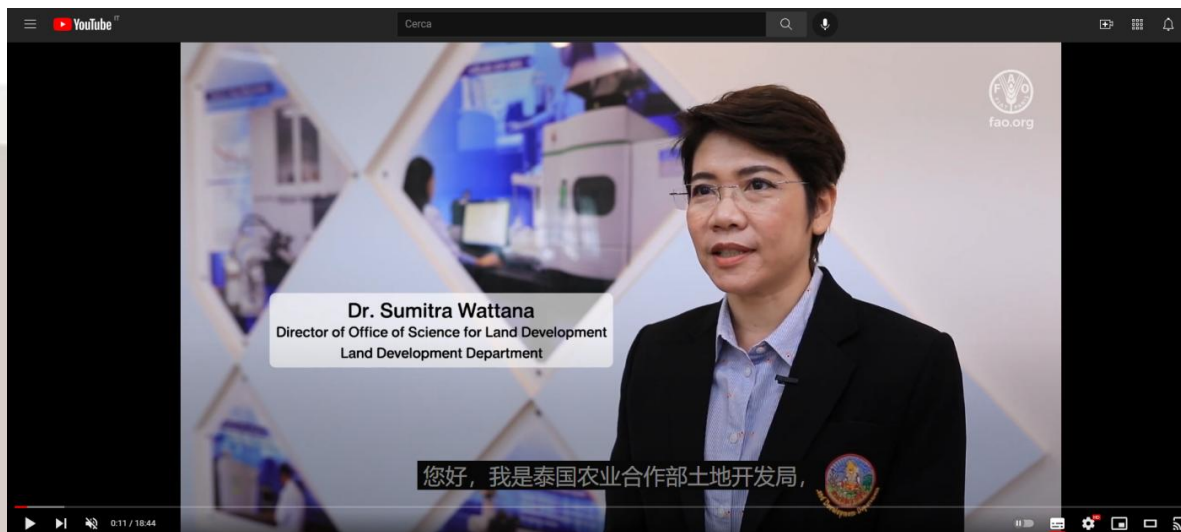 YouTube IT
Cerca
FAO
fao.org
Dr. Sumitra Wattana
Director of Office of Science for Land Development
Land Development Department
您好，我是泰国农业合作部土地开发局，
0:11 / 18:44